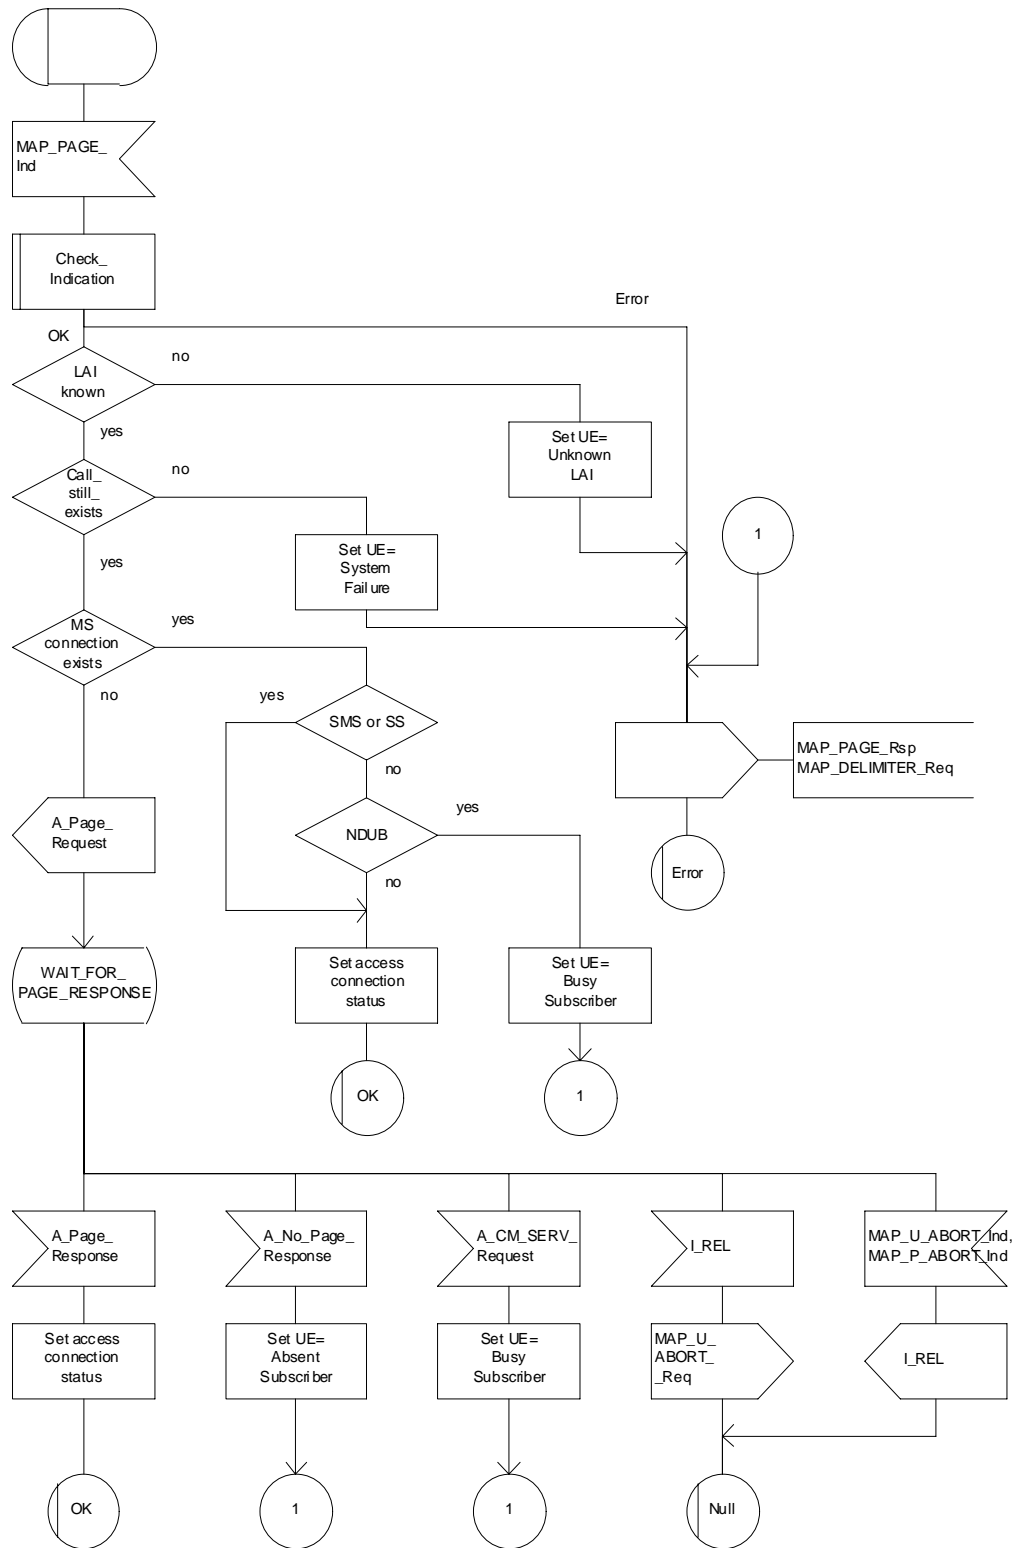 MAP_PAGE_
Ind
Check_
Indication
Error
OK
LAI
known
no
yes
Set UE=
Unknown
LAI
Call_
still_
exists
no
yes
Set UE=
System
Failure
1
MS
connection
exists
yes
no
SMS or SS
yes
no
MAP_PAGE_Rsp
MAP_DELIMITER_Req
A_Page_
Request
NDUB
yes
no
Error
WAIT_FOR_
PAGE_RESPONSE
Set access
connection
status
Set UE=
Busy
Subscriber
OK
1
A_Page_
Response
A_No_Page_
Response
A_CM_SERV_
Request
I_REL
MAP_U_ABORT_Ind,
MAP_P_ABORT_Ind
Set access
connection
status
Set UE=
Absent
Subscriber
Set UE=
Busy
Subscriber
MAP_U_
ABORT_
_Req
I_REL
OK
1
1
Null